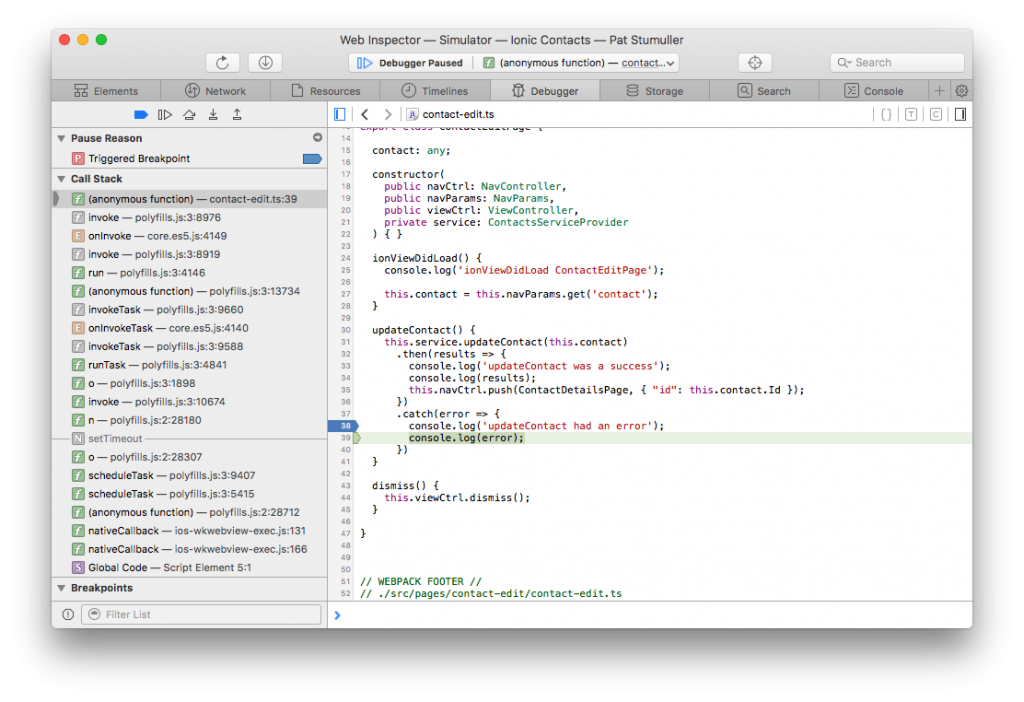 Web Inspector — Simulator — Ionic Contacts — Pat Stumuller
Debugger Paused
(anonymous function) — contact...
Search
Elements
Network
Resources
Timelines
Debugger
Storage
Search
Console
contact-edit.ts
{ }
T
C
Pause Reason
P Triggered Breakpoint
Call Stack
f (anonymous function) — contact-edit.ts:39
f invoke — polyfills.js:3:8976
E onInvoke — core.es5.js:4149
f invoke — polyfills.js:3:8919
f run — polyfills.js:3:4146
f (anonymous function) — polyfills.js:3:13734
f invokeTask — polyfills.js:3:9660
E onInvokeTask — core.es5.js:4140
f invokeTask — polyfills.js:3:9588
f runTask — polyfills.js:3:4841
f o — polyfills.js:3:1898
f invoke — polyfills.js:3:10674
f n — polyfills.js:2:28180
N setTimeout
f o — polyfills.js:2:28307
f scheduleTask — polyfills.js:3:9407
f scheduleTask — polyfills.js:3:5415
f (anonymous function) — polyfills.js:2:28712
f nativeCallback — ios-wkwebview-exec.js:131
f nativeCallback — ios-wkwebview-exec.js:166
S Global Code — Script Element 5:1
Breakpoints
Filter List
13 export class ContactEditPage {
14
15 contact: any;
16
17 constructor(
18 public navCtrl: NavController,
19 public navParams: NavParams,
20 public viewCtrl: ViewController,
21 private service: ContactsServiceProvider
22 ) { }
23
24 ionViewDidLoad() {
25 console.log('ionViewDidLoad ContactEditPage');
26
27 this.contact = this.navParams.get('contact');
28 }
29
30 updateContact() {
31 this.service.updateContact(this.contact)
32 .then(results => {
33 console.log('updateContact was a success');
34 console.log(results);
35 this.navCtrl.push(ContactDetailsPage, { "id": this.contact.Id });
36 })
37 .catch(error => {
38 console.log('updateContact had an error');
39 console.log(error);
40 })
41 }
42
43 dismiss() {
44 this.viewCtrl.dismiss();
45 }
46
47 }
48
49
50
51 // WEBPACK FOOTER //
52 // ./src/pages/contact-edit/contact-edit.ts